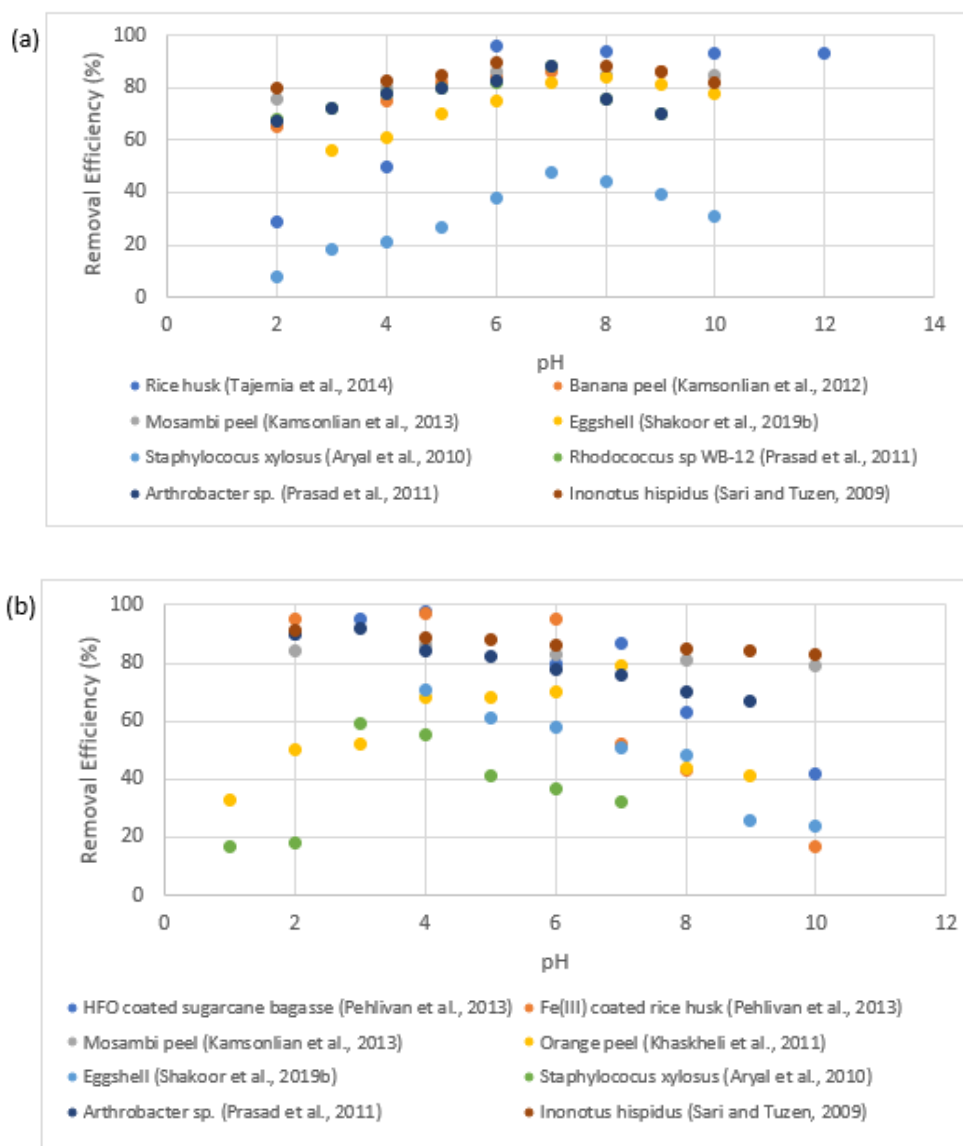 (a)
Removal Efficiency (%)
100
80
60
40
20
0
0 2 4 6 8 10 12 14
pH
Rice husk (Tajernia et al., 2014) Banana peel (Kamsonlian et al., 2012)
Mosambi peel (Kamsonlian et al., 2013) Eggshell (Shakoor et al., 2019b)
Staphylococus xylosus (Aryal et al., 2010) Rhodococcus sp WB-12 (Prasad et al., 2011)
Arthrobacter sp. (Prasad et al., 2011) Inonotus hispidus (Sari and Tuzen, 2009)
(b)
Removal Efficiency (%)
100
80
60
40
20
0
0 2 4 6 8 10 12
pH
HFO coated sugarcane bagasse (Pehlivan et al., 2013) Fe(III) coated rice husk (Pehlivan et al., 2013)
Mosambi peel (Kamsonlian et al., 2013) Orange peel (Khaskheli et al., 2011)
Eggshell (Shakoor et al., 2019b) Staphylococus xylosus (Aryal et al., 2010)
Arthrobacter sp. (Prasad et al., 2011) Inonotus hispidus (Sari and Tuzen, 2009)